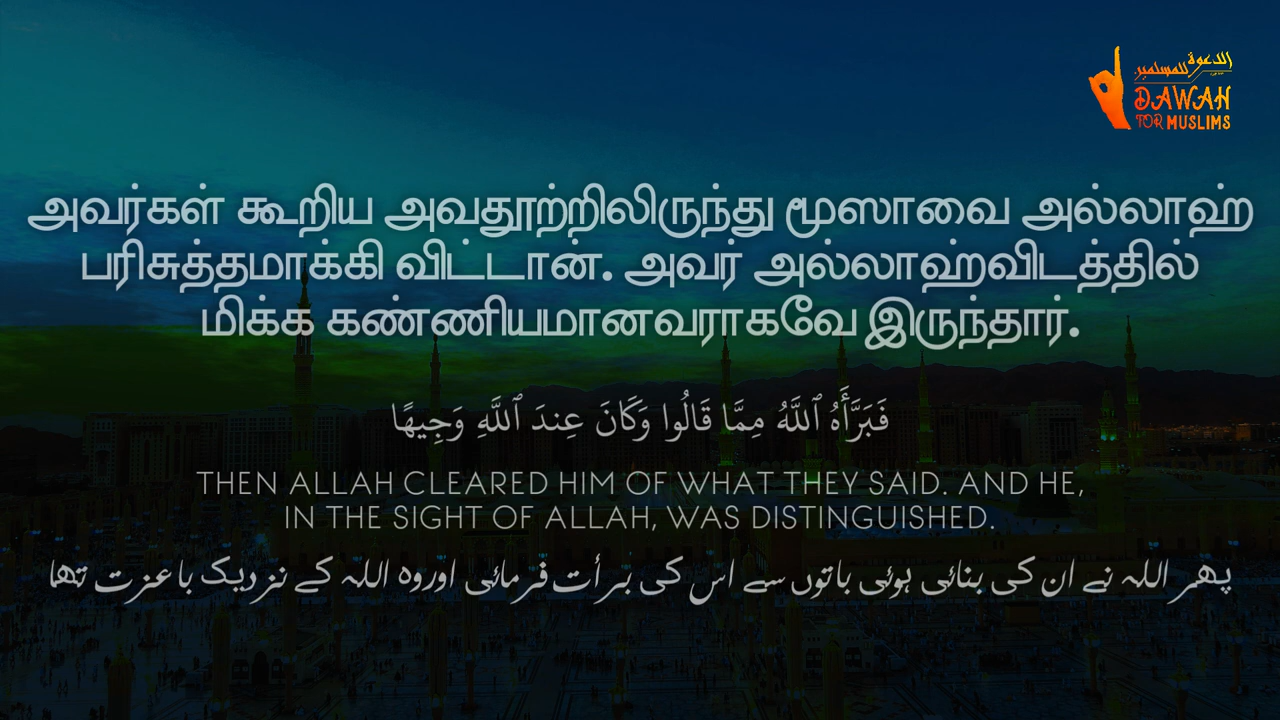 الدعوة
للمسلمين
DAWAH
FOR MUSLIMS
அவர்கள் கூறிய அவதூற்றிலிருந்து மூஸாவை அல்லாஹ்
பரிசுத்தமாக்கி விட்டான். அவர் அல்லாஹ்விடத்தில்
மிக்க கண்ணியமானவராகவே இருந்தார்.
فَبَرَّأَهُ ٱللَّهُ مِمَّا قَالُوا وَكَانَ عِندَ ٱللَّهِ وَجِيهًا
THEN ALLAH CLEARED HIM OF WHAT THEY SAID. AND HE,
IN THE SIGHT OF ALLAH, WAS DISTINGUISHED.
پھر اللہ نے ان کی بنائی ہوئی باتوں سے اس کی برأت فرمائی اوروہ اللہ کے نزدیک باعزت تھا